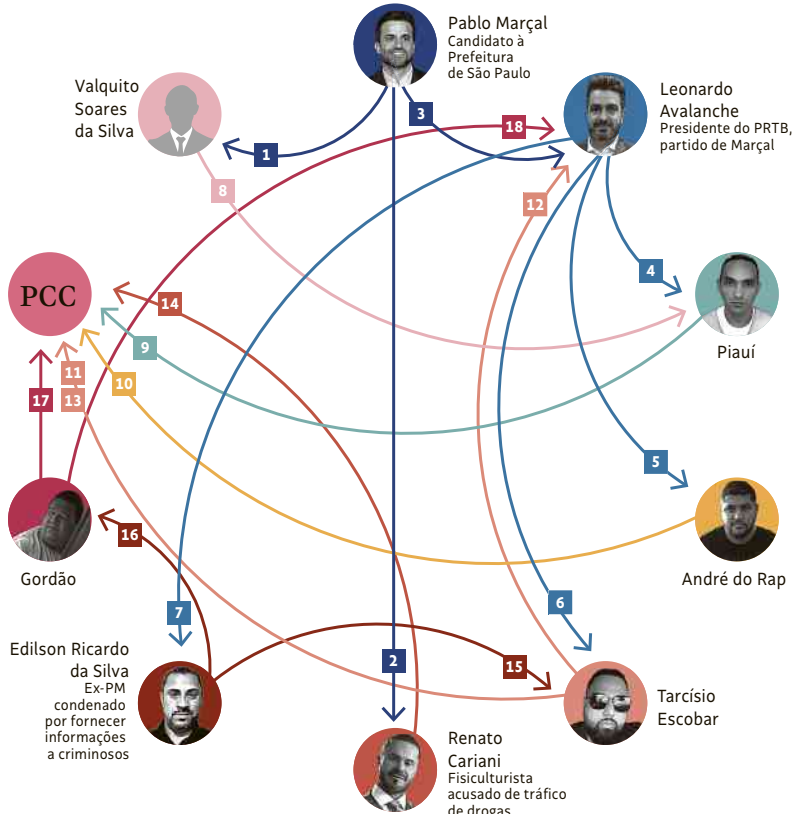 Pablo Marçal
Candidato à
Prefeitura
de São Paulo
Valquito
Soares
da Silva
Leonardo
Avalanche
Presidente do PRTB,
partido de Marçal
3
18
1
8
12
4
PCC
14
Piauí
9
11
10
17
13
5
16
Gordão
André do Rap
6
7
Edilson Ricardo
da Silva
Ex-PM
condenado
por fornecer
informações
a criminosos
2
15
Tarcísio
Escobar
Renato
Cariani
Fisiculturista
acusado de tráfico
de drogas